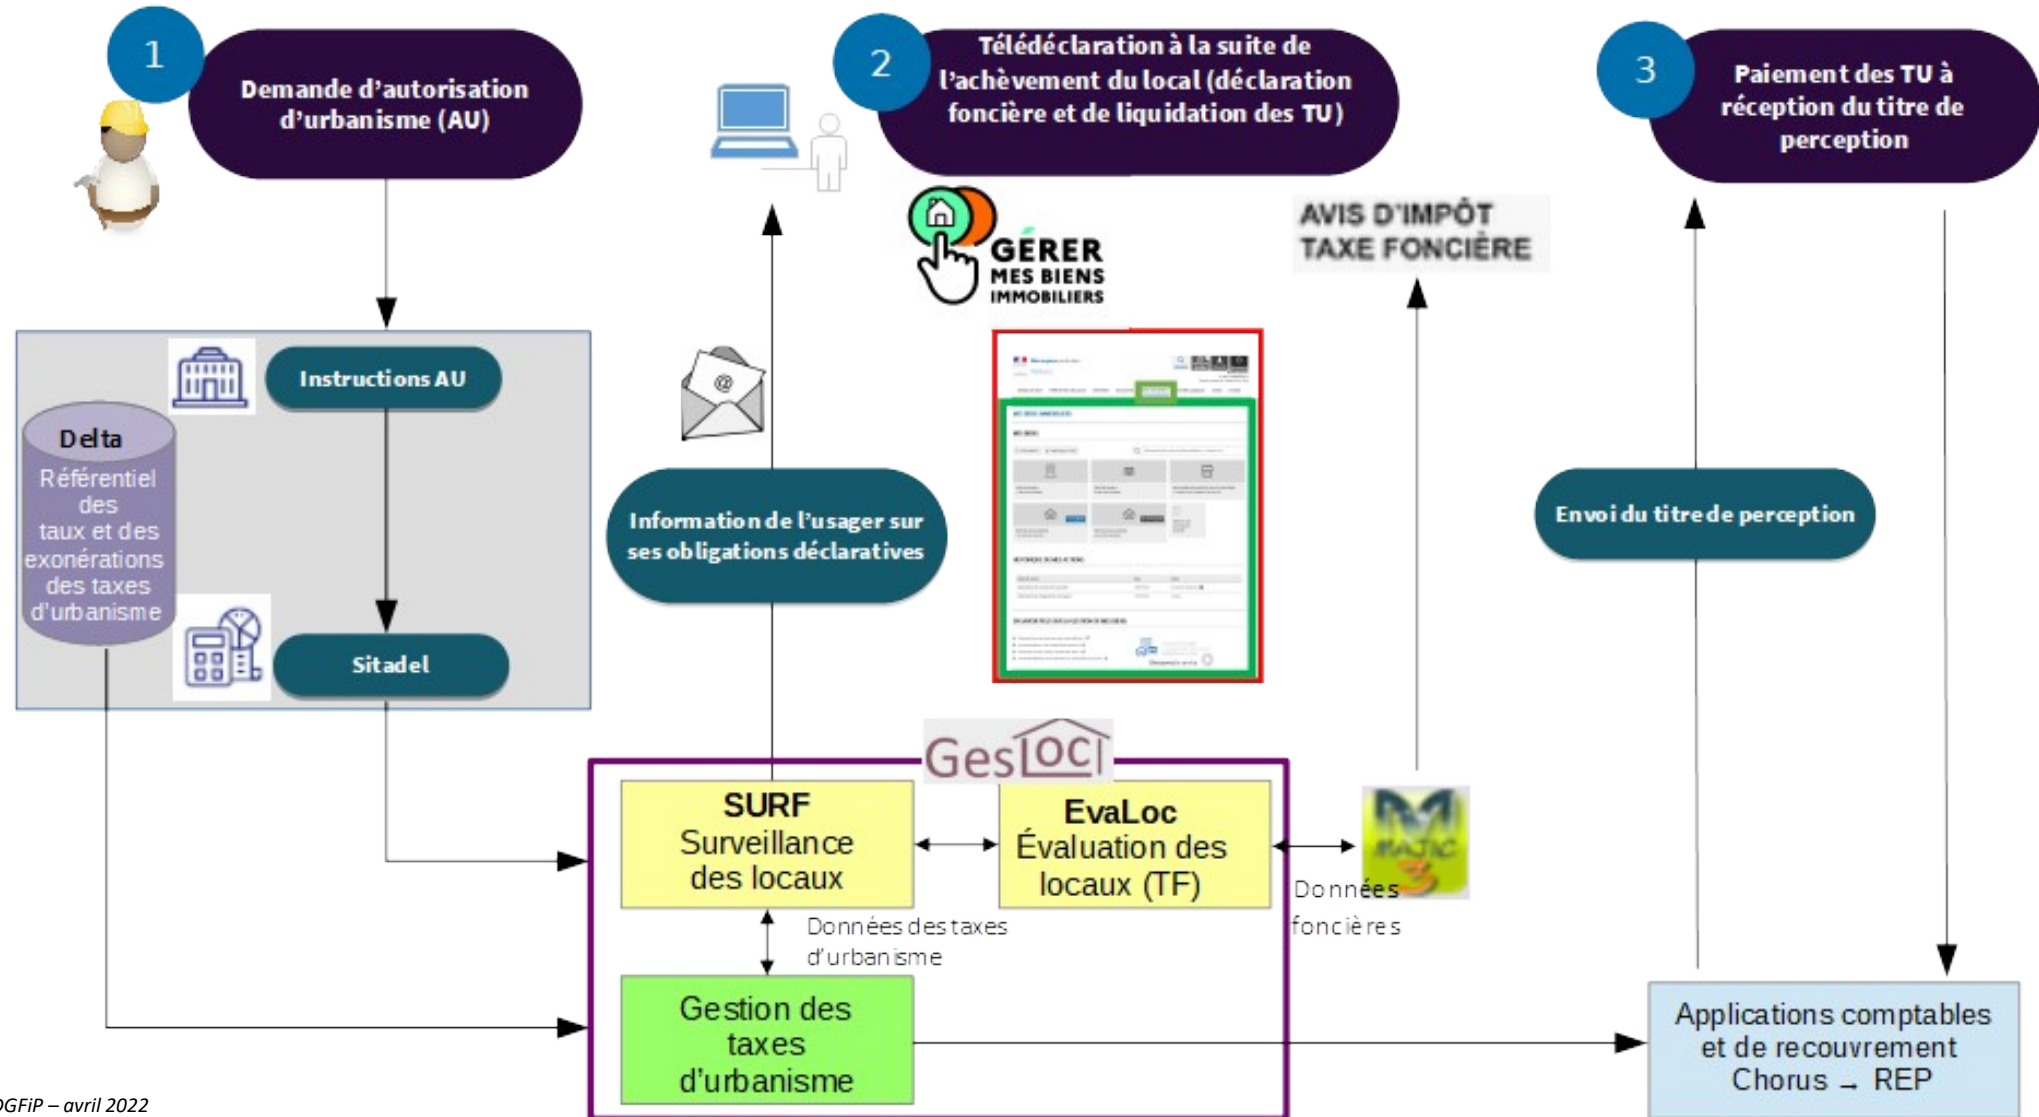 1
Demande d'autorisation
d'urbanisme (AU)
2
Télédéclaration à la suite de
l'achèvement du local (déclaration
foncière et de liquidation des TU)
3
Paiement des TU à
réception du titre de
perception
GÉRER
MES BIENS
IMMOBILIERS
AVIS D'IMPÔT
TAXE FONCIÈRE
Instructions AU
Delta
Référentiel
des
taux et des
exonérations
des taxes
d'urbanisme
Sitadel
@
Information de l'usager sur
ses obligations déclaratives
Envoi du titre de perception
GesLOC
SURF
Surveillance
des locaux
EvaLoc
Évaluation des
locaux (TF)
MAJIC
3
Données
foncières
Données des taxes
d'urbanisme
Gestion des
taxes
d'urbanisme
Applications comptables
et de recouvrement
Chorus → REP
DGFiP – avril 2022